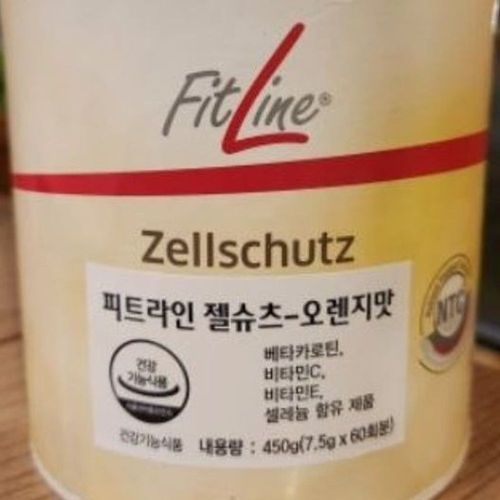 FitLine®
Zellschutz
피트라인 젤슈츠-오렌지맛
베타카로틴,
비타민C,
비타민E,
셀레늄 함유 제품
건강
기능식품
건강기능식품 내용량 : 450g(7.5g x 60회분)
NTC